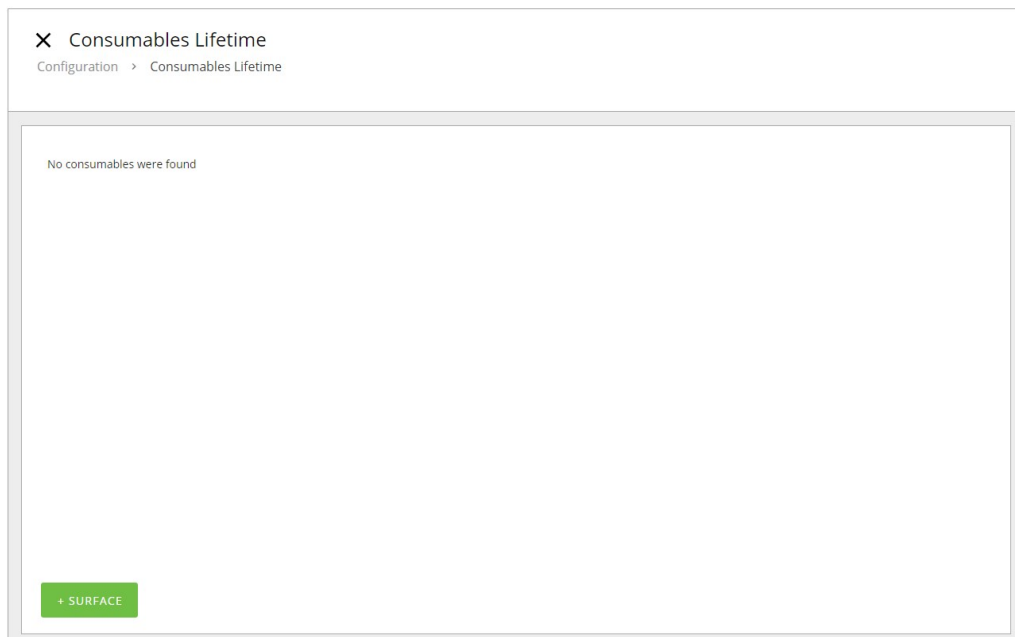 Consumables Lifetime
Configuration > Consumables Lifetime
No consumables were found
+ SURFACE